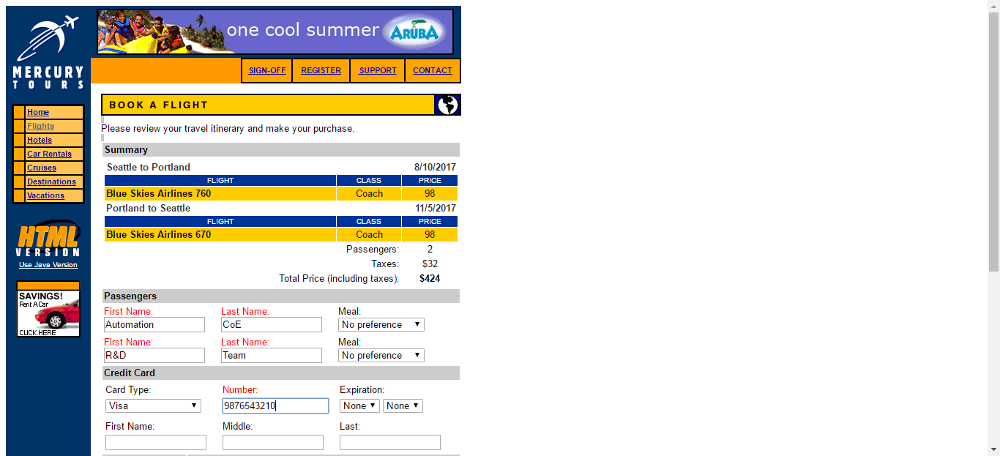 one cool summer ARUBA
MERCURY
TOURS
SIGN-OFF REGISTER SUPPORT CONTACT
Home
Flights
Hotels
Car Rentals
Cruises
Destinations
Vacations
HTML
VERSION
Use Java Version
SAVINGS!
Rent A Car
CLICK HERE
BOOK A FLIGHT
Please review your travel itinerary and make your purchase.
Summary
Seattle to Portland 8/10/2017
FLIGHT CLASS PRICE
Blue Skies Airlines 760 Coach 98
Portland to Seattle 11/5/2017
FLIGHT CLASS PRICE
Blue Skies Airlines 670 Coach 98
Passengers: 2
Taxes: $32
Total Price (including taxes): $424
Passengers
First Name: Last Name: Meal:
Automation CoE No preference
First Name: Last Name: Meal:
R&D Team No preference
Credit Card
Card Type: Number: Expiration:
Visa 9876543210 None None
First Name: Middle: Last: